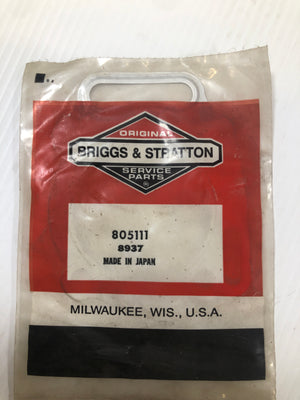 ORIGINAL
BRIGGS & STRATTON
SERVICE
PARTS
®
805111
8937
MADE IN JAPAN
MILWAUKEE, WIS., U.S.A.